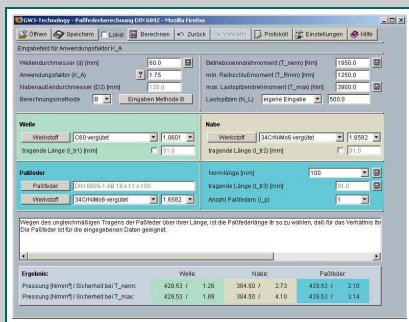 GWJ-Technology - Paßfederberechnung DIN 6892 - Mozilla Firefox
Öffnen Speichern Lokal Berechnen Zurück Vorwärts Protokoll Einstellungen Hilfe
Eingabefeld für Anwendungsfaktor K_A
Wellendurchmesser (d) [mm] 60.0
Anwendungsfaktor (K_A) ? 1.75
Nabenaußendurchmesser (D2) [mm] 120.0
Berechnungsmethode B Eingaben Methode B
Betriebsnenndrehmoment (T_nenn) [Nm] 1950.0
min. Reibschlußmoment (T_Rmin) [Nm] 1250.0
max. Lastspitzendrehmoment (T_max) [Nm] 3900.0
Lastspitzen (N_L) eigene Eingabe 500.0
Welle
Werkstoff C60 vergütet 1.0601
tragende Länge (l_tr1) [mm] 91.0
Nabe
Werkstoff 34CrNiMo6 vergütet 1.6582
tragende Länge (l_tr2) [mm] 91.0
Paßfeder
Paßfeder DIN 6885-1 AB 18 x 11 x 100
Werkstoff 34CrNiMo6 vergütet 1.6582
Normlänge [mm] 100
tragende Länge (l_tr2) [mm] 91.0
Anzahl Paßfedern (i_p) 1
Wegen des ungleichmäßigen Tragens der Paßfeder über ihrer Länge, ist die Paßfederlänge ltr so zu wählen, daß für das Verhältnis ltr
Die Paßfeder ist für die eingegebenen Daten geeignet.
Ergebnis: Welle: Nabe: Paßfeder:
Pressung [N/mm²] / Sicherheit bei T_nenn: 429.53 / 1.26 384.50 / 2.73 429.53 / 2.10
Pressung [N/mm²] / Sicherheit bei T_max: 429.53 / 1.89 384.50 / 4.10 429.53 / 3.14